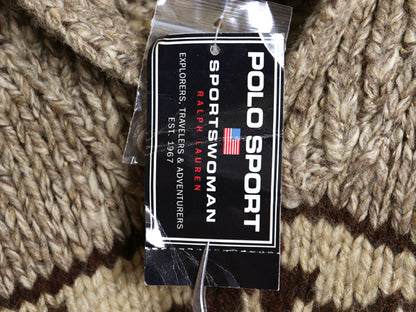 POLO SPORT
SPORTSWOMAN
RALPH LAUREN
EXPLORERS, TRAVELERS & ADVENTURERS
EST. 1967